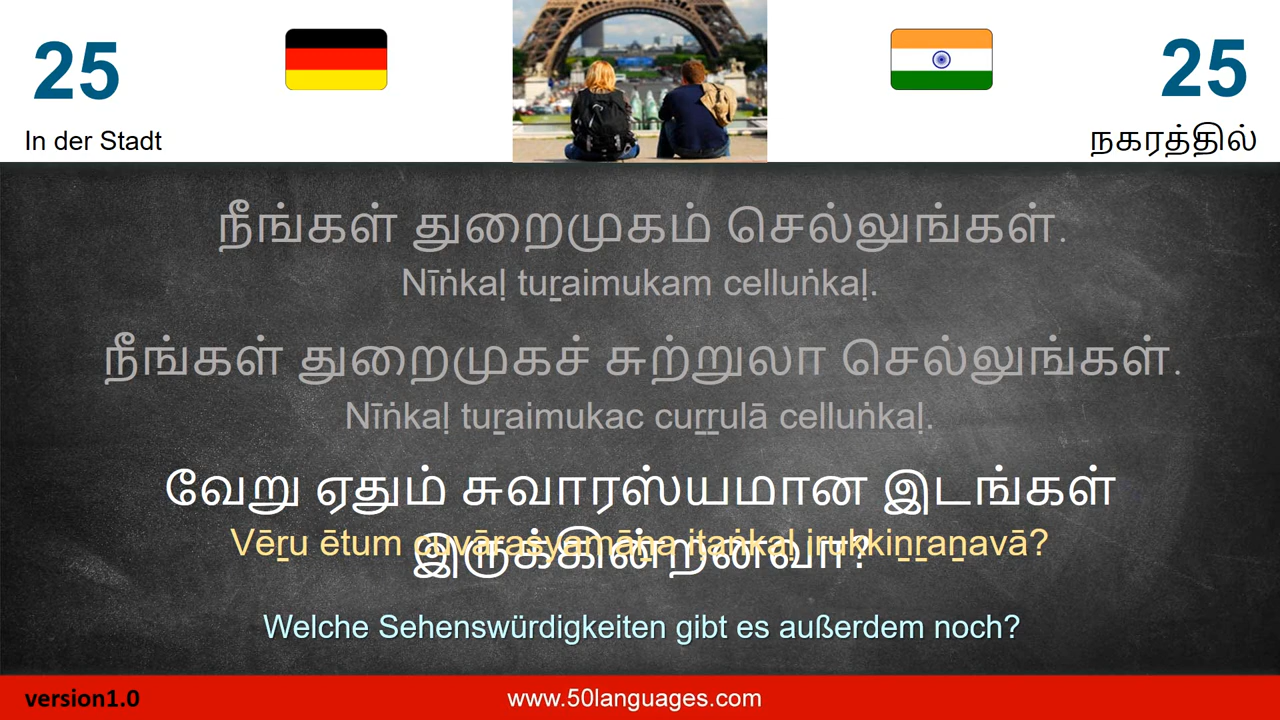 25
25
In der Stadt
நகரத்தில்
நீங்கள் துறைமுகம் செல்லுங்கள்.
Nīṅkaḷ tuṟaimukam celluṅkaḷ.
நீங்கள் துறைமுகச் சுற்றுலா செல்லுங்கள்.
Nīṅkaḷ tuṟaimukac cuṟṟulā celluṅkaḷ.
வேறு ஏதும் சுவாரஸ்யமான இடங்கள்
இருக்கின்றனவா?
Vēṟu ētum cuvārasyamāṉa iṭaṅkaḷ irukkiṉṟaṉavā?
Welche Sehenswürdigkeiten gibt es außerdem noch?
version1.0
www.50languages.com